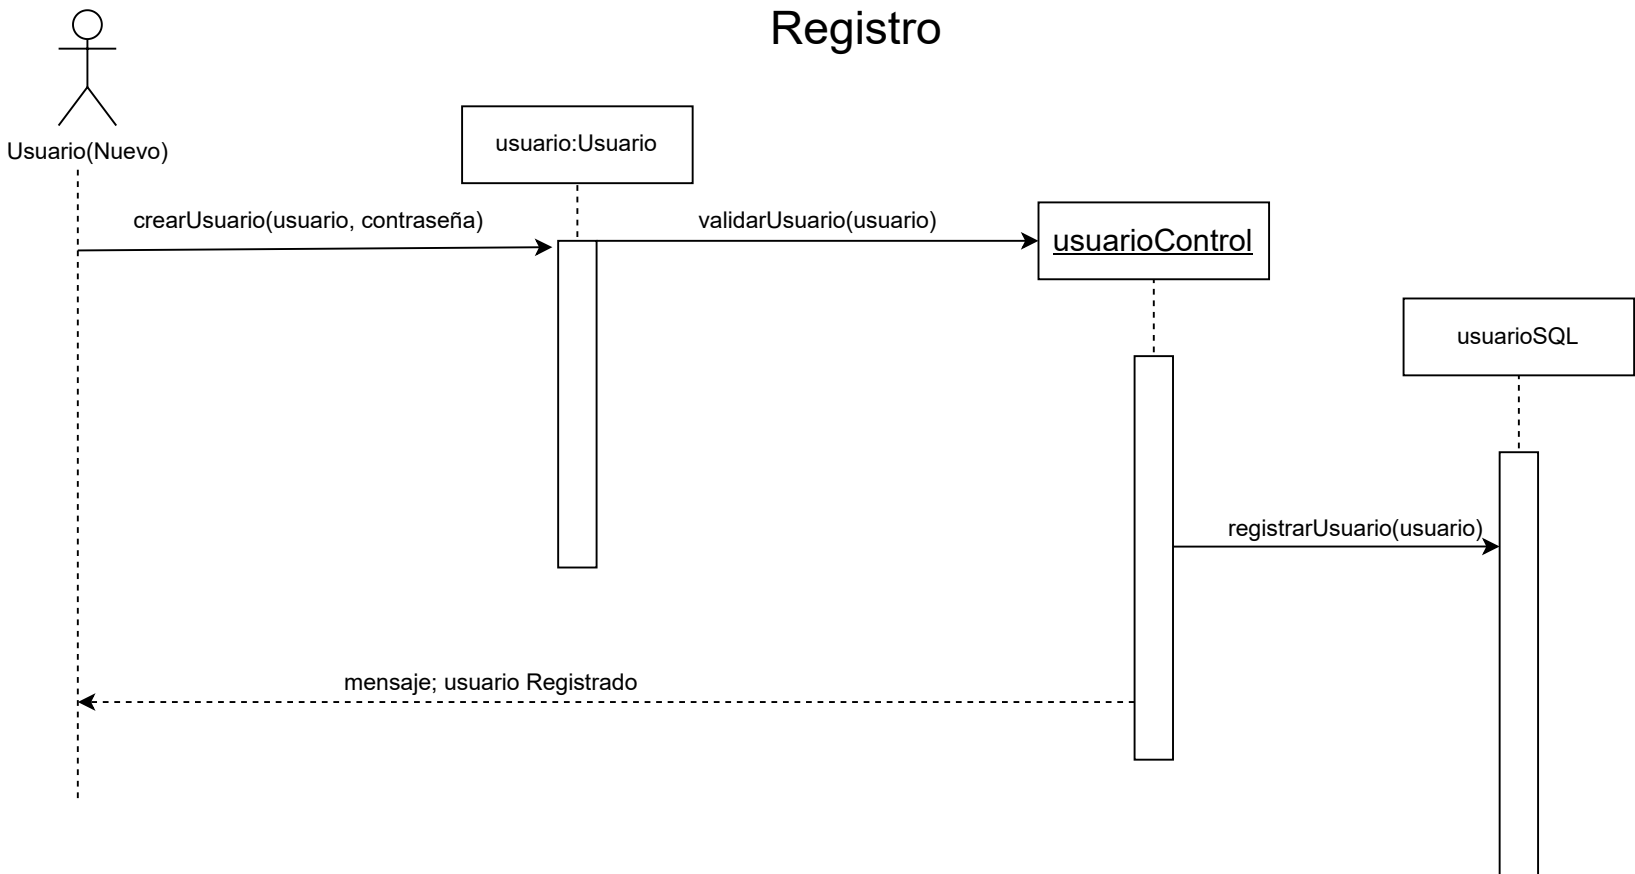 Registro
Usuario(Nuevo)
usuario:Usuario
crearUsuario(usuario, contraseña)
validarUsuario(usuario)
usuarioControl
usuarioSQL
registrarUsuario(usuario)
mensaje; usuario Registrado